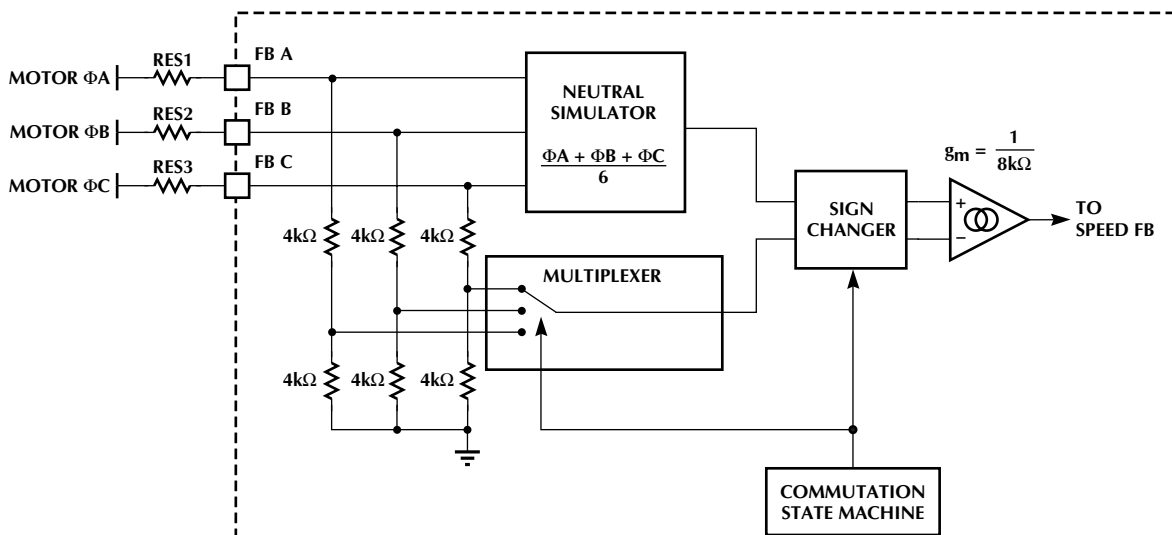 RES1
FB A
MOTOR ΦA
RES2
FB B
MOTOR ΦB
RES3
FB C
MOTOR ΦC
NEUTRAL
SIMULATOR
ΦA + ΦB + ΦC
6
gm = 1
8kΩ
SIGN
CHANGER
+
−
TO
SPEED FB
4kΩ 4kΩ 4kΩ
MULTIPLEXER
4kΩ 4kΩ 4kΩ
COMMUTATION
STATE MACHINE